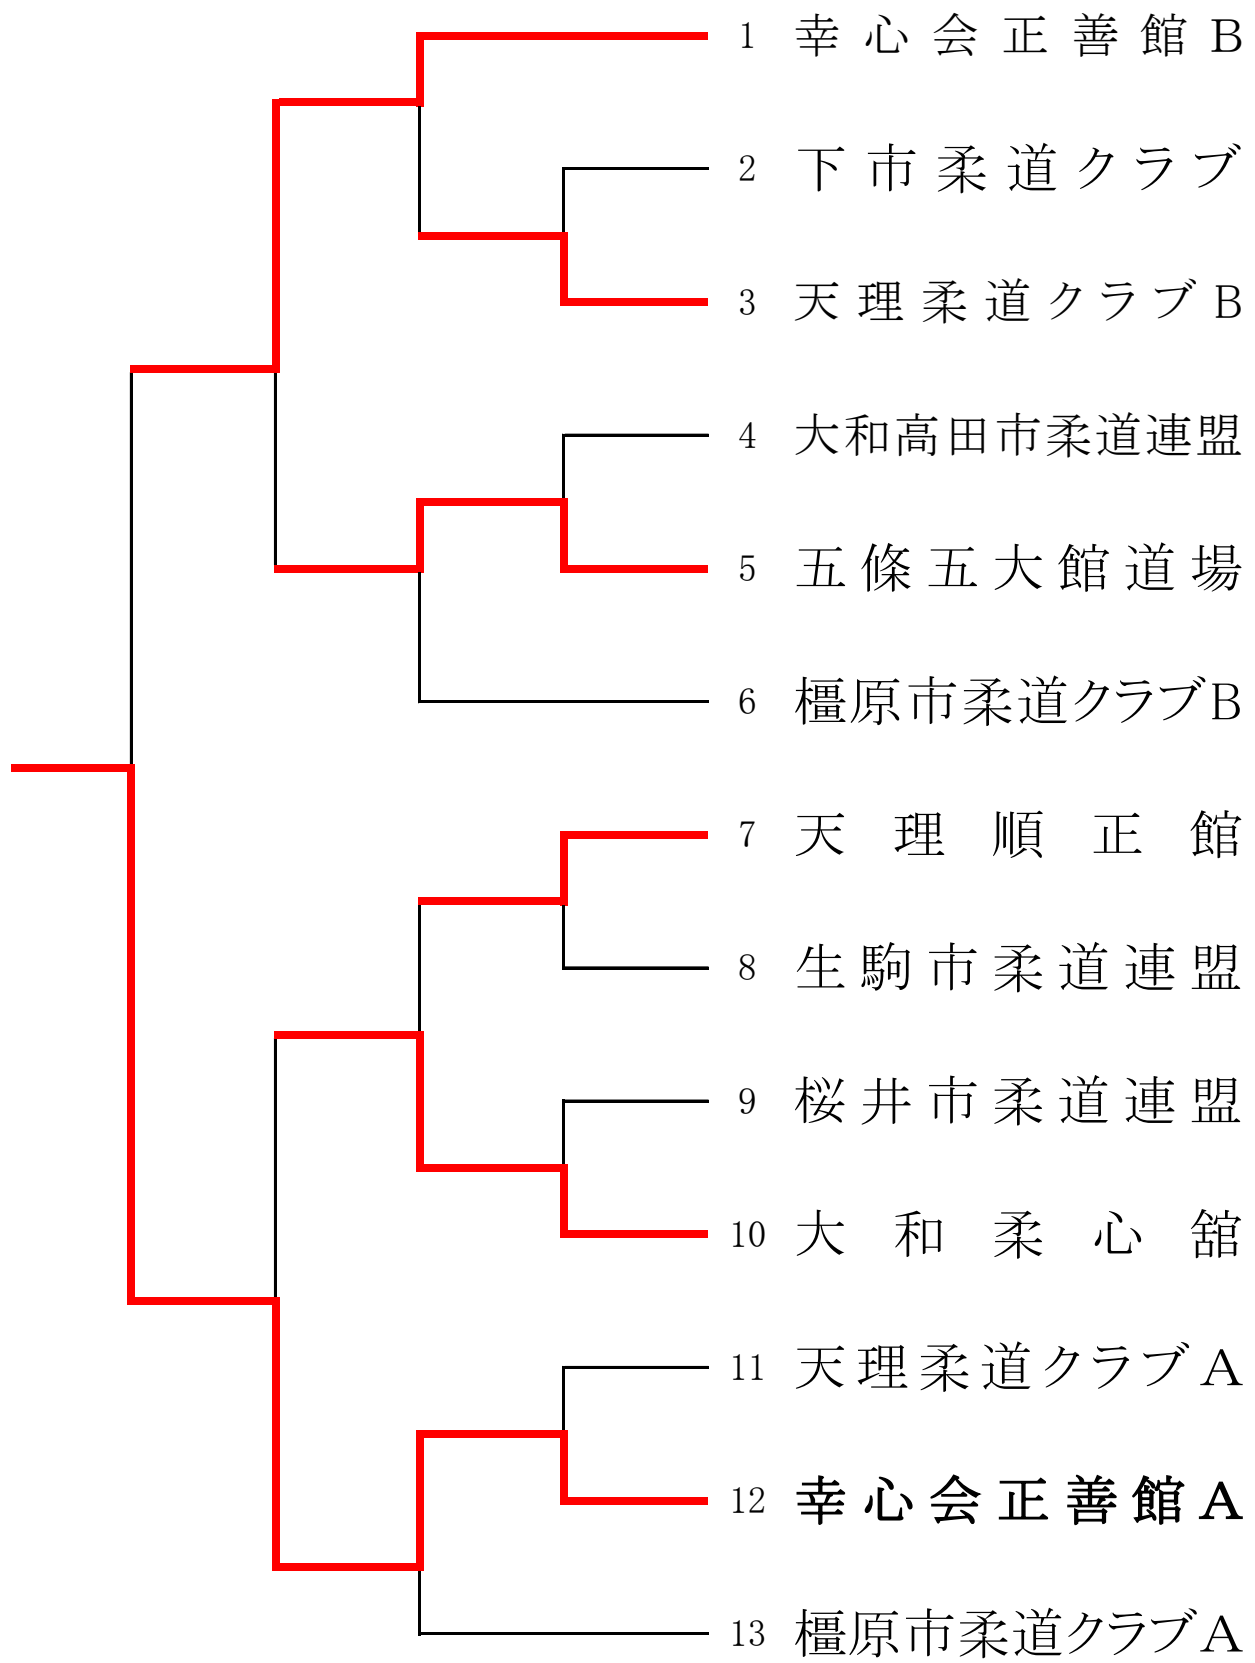 1 幸心会正善館B
2 下市柔道クラブ
3 天理柔道クラブB
4 大和高田市柔道連盟
5 五條五大館道場
6 橿原市柔道クラブB
7 天理順正館
8 生駒市柔道連盟
9 桜井市柔道連盟
10 大和柔心舘
11 天理柔道クラブA
12 幸心会正善館A
13 橿原市柔道クラブA